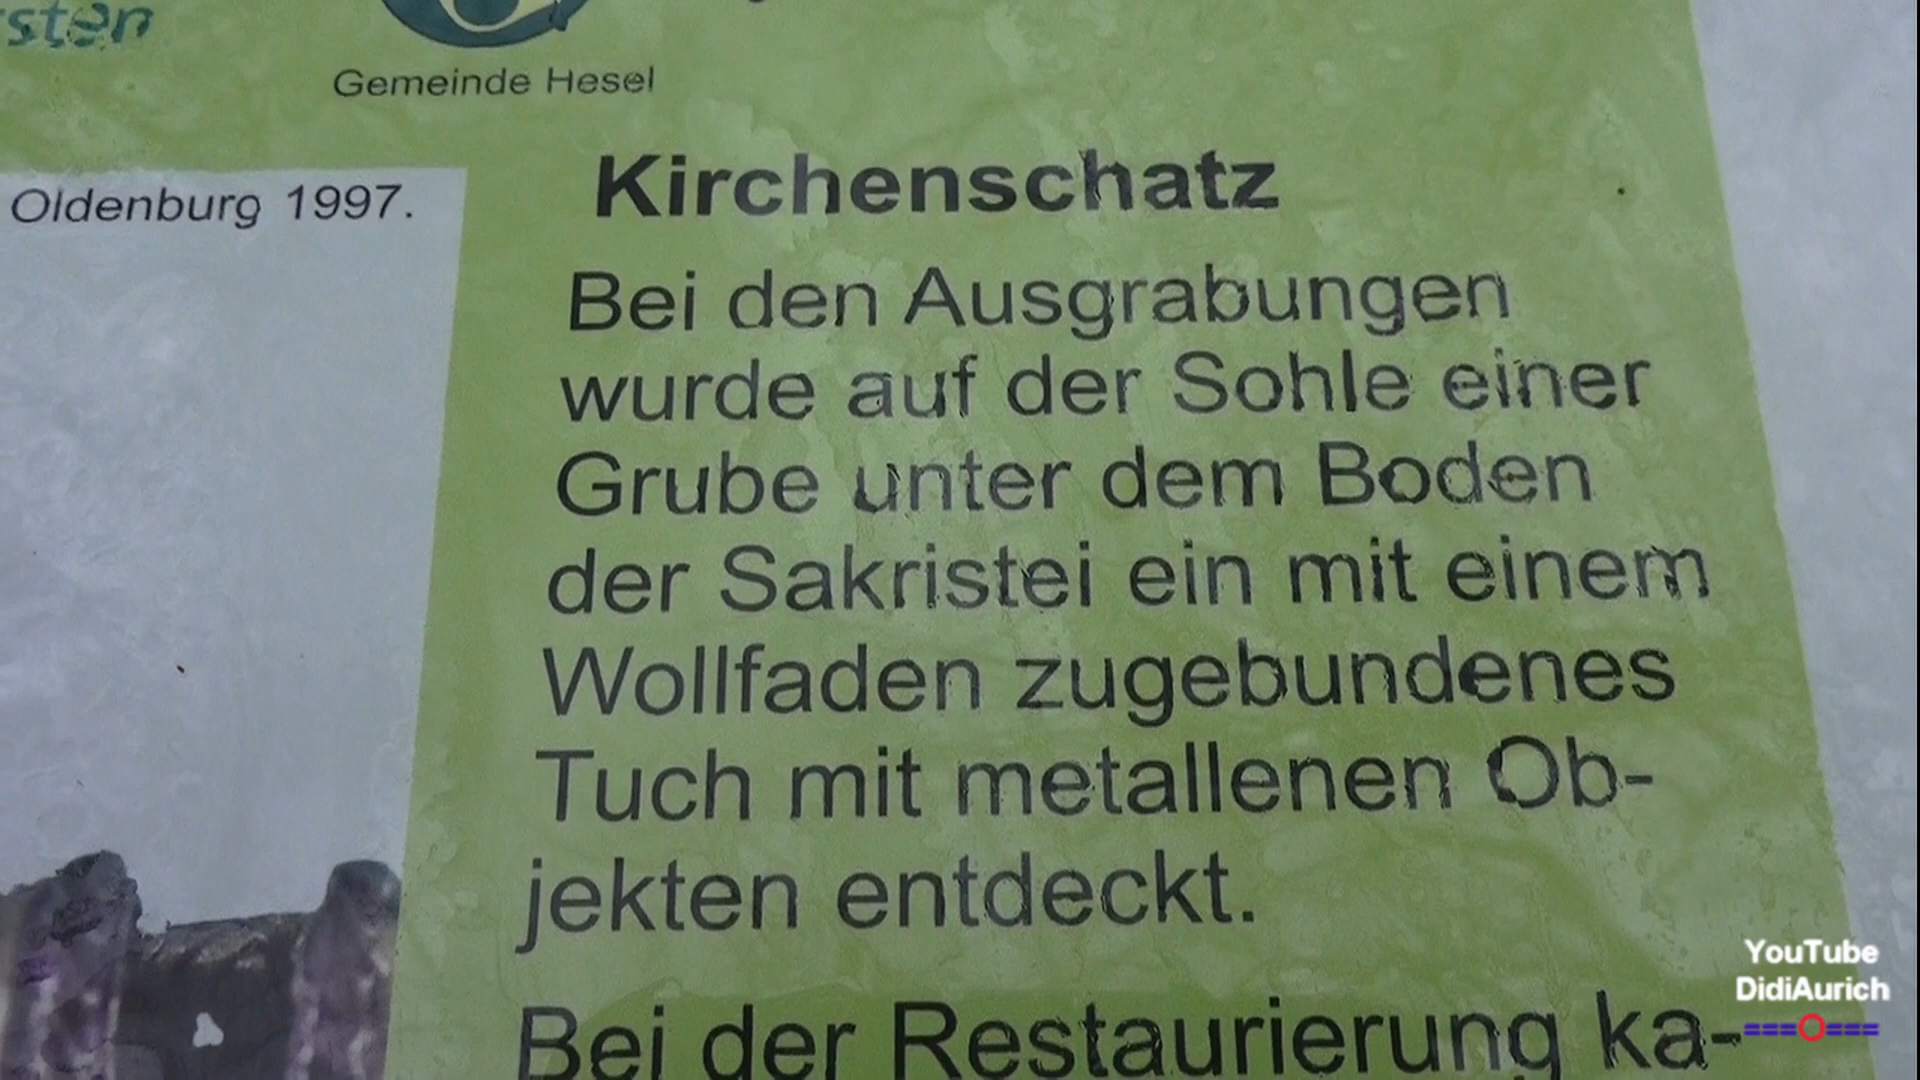 Gemeinde Hesel
Oldenburg 1997.
Kirchenschatz
Bei den Ausgrabungen
wurde auf der Sohle einer
Grube unter dem Boden
der Sakristei ein mit einem
Wollfaden zugebundenes
Tuch mit metallenen Ob-
jekten entdeckt.
Bei der Restaurierung ka-
YouTube
DidiAurich
===O===